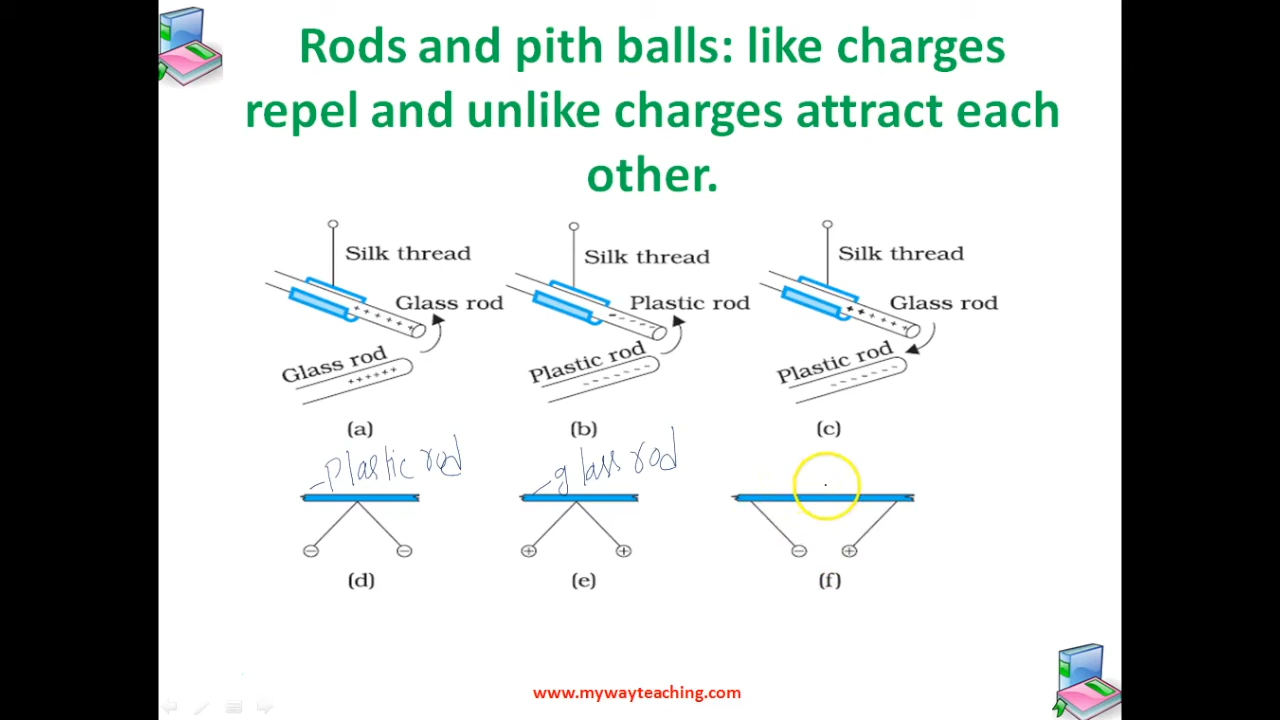 Rods and pith balls: like charges
repel and unlike charges attract each
other.
Silk thread
Glass rod
Glass rod
(a)
Silk thread
Plastic rod
Plastic rod
(b)
Silk thread
Glass rod
Plastic rod
(c)
Plastic rod
(d)
glass rod
(e)
(f)
www.mywayteaching.com